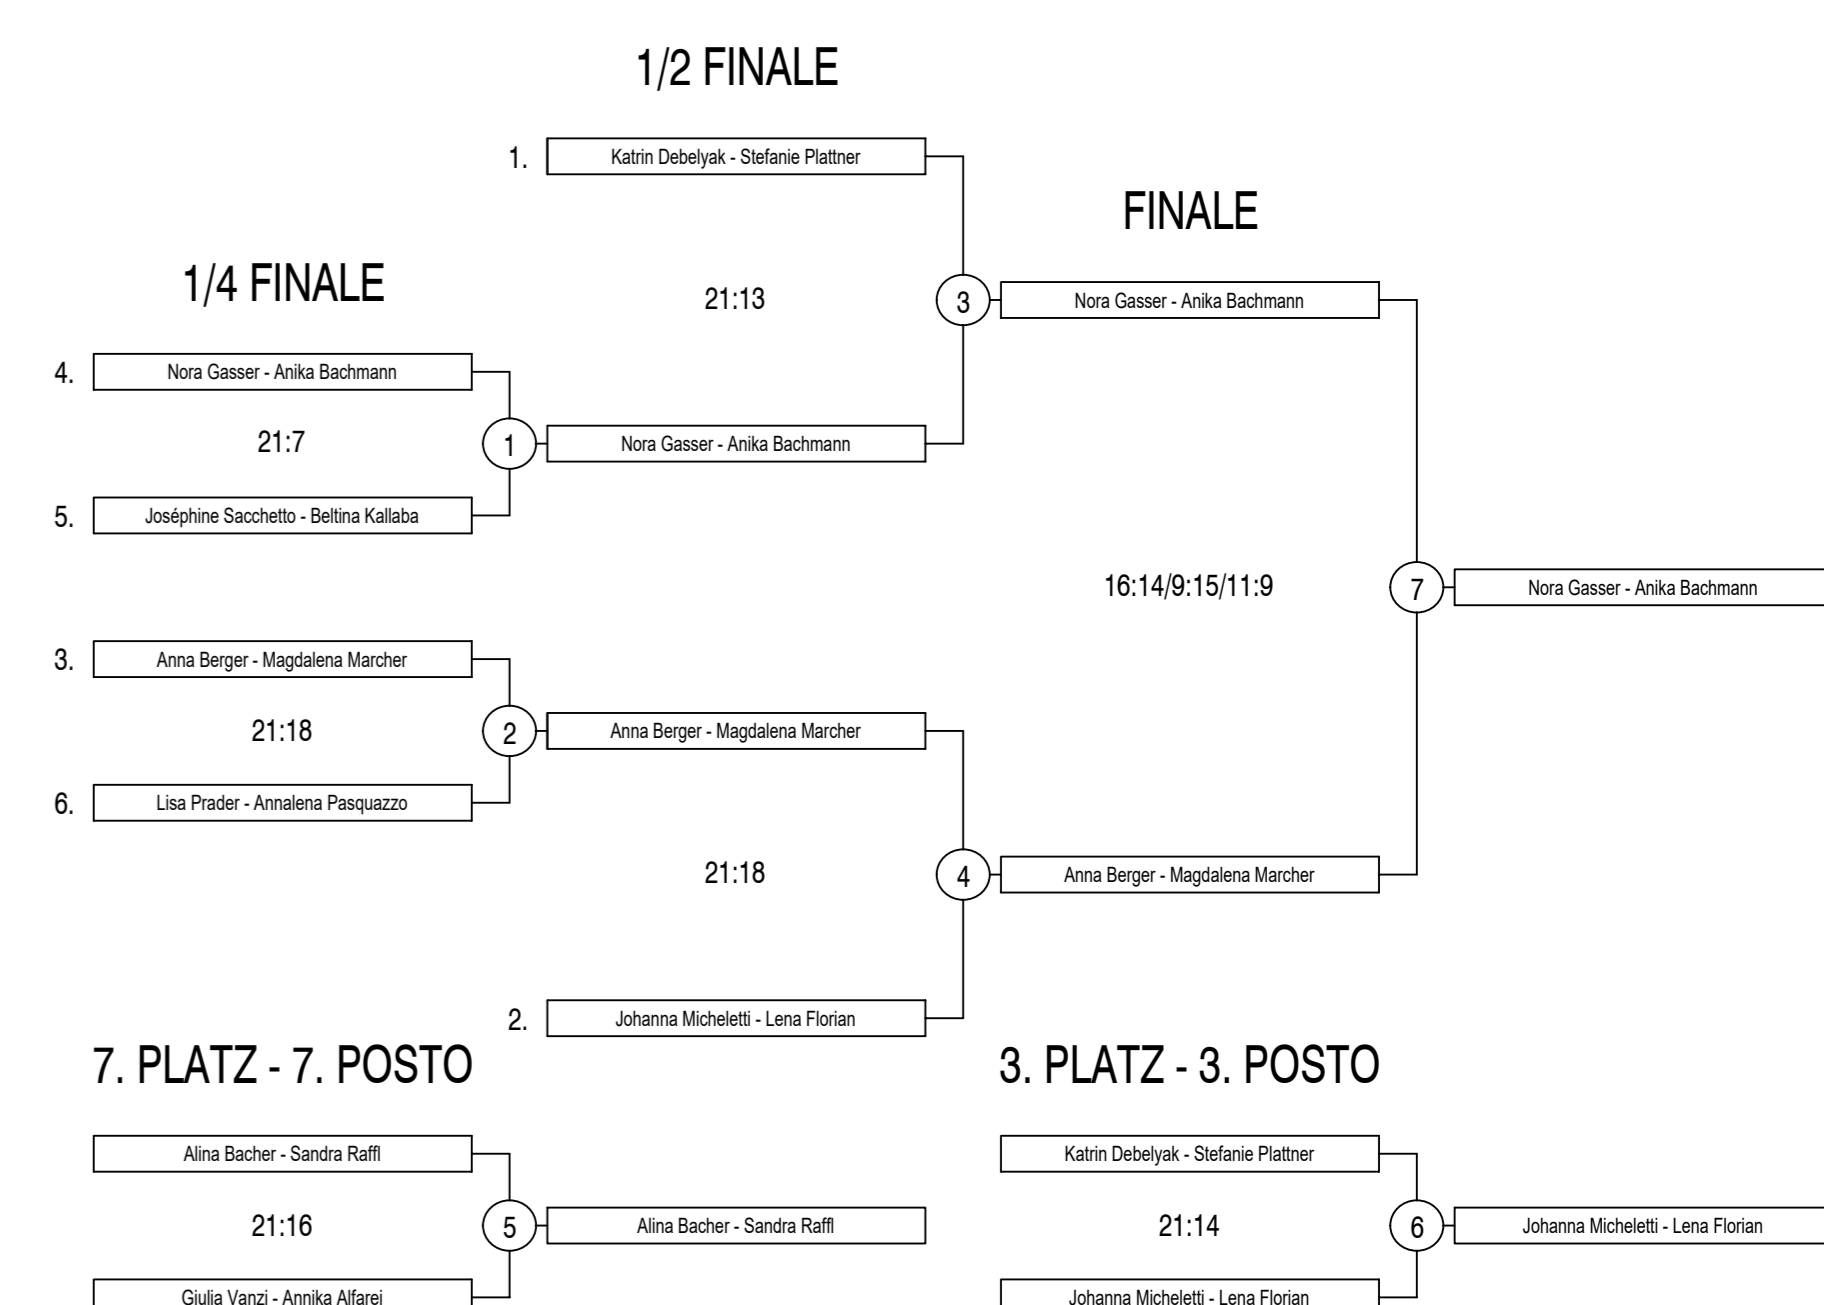 1/2 FINALE
1. Katrin Debelyak - Stefanie Plattner
FINALE
1/4 FINALE
21:13
3
Nora Gasser - Anika Bachmann
4. Nora Gasser - Anika Bachmann
21:7
1
Nora Gasser - Anika Bachmann
5. Joséphine Sacchetto - Beltina Kallaba
16:14/9:15/11:9
7
Nora Gasser - Anika Bachmann
3. Anna Berger - Magdalena Marcher
21:18
2
Anna Berger - Magdalena Marcher
6. Lisa Prader - Annalena Pasquazzo
21:18
4
Anna Berger - Magdalena Marcher
2. Johanna Micheletti - Lena Florian
7. PLATZ - 7. POSTO
3. PLATZ - 3. POSTO
Alina Bacher - Sandra Raffl
Katrin Debelyak - Stefanie Plattner
21:16
5
Alina Bacher - Sandra Raffl
21:14
6
Johanna Micheletti - Lena Florian
Giulia Vanzi - Annika Alfarei
Johanna Micheletti - Lena Florian